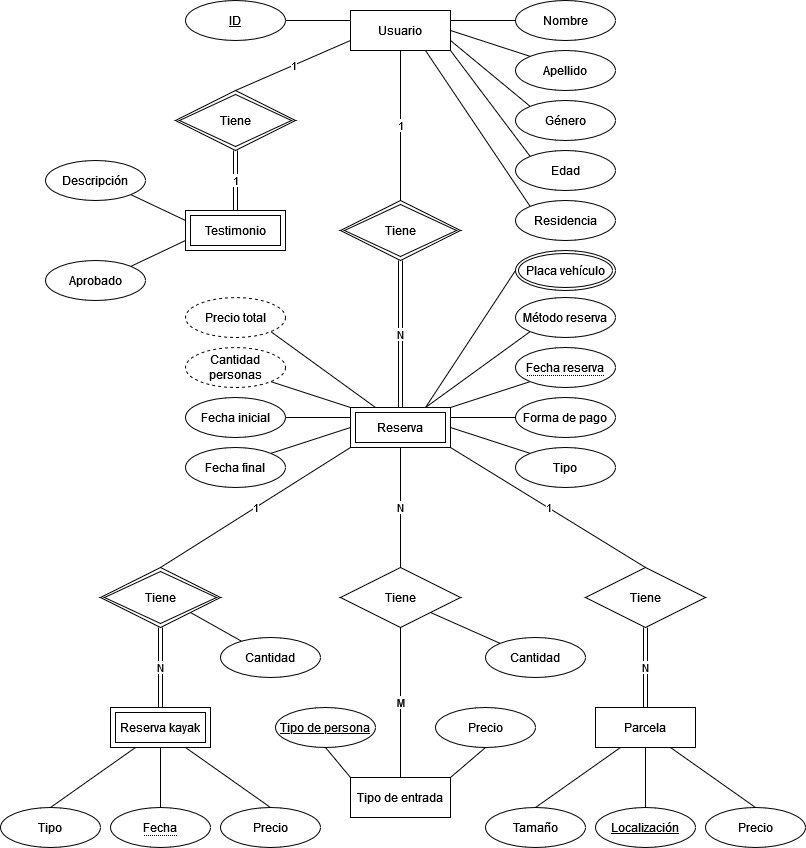 ID
Usuario
Nombre
Apellido
1
Tiene
Género
1
Edad
Descripción
1
Residencia
Testimonio
Tiene
Placa vehículo
Aprobado
Precio total
Método reserva
N
Cantidad
personas
Fecha reserva
Fecha inicial
Reserva
Forma de pago
Fecha final
Tipo
1
N
1
Tiene
Tiene
Tiene
Cantidad
Cantidad
N
N
M
Reserva kayak
Tipo de persona
Precio
Parcela
Tipo de entrada
Tipo
Fecha
Precio
Tamaño
Localización
Precio